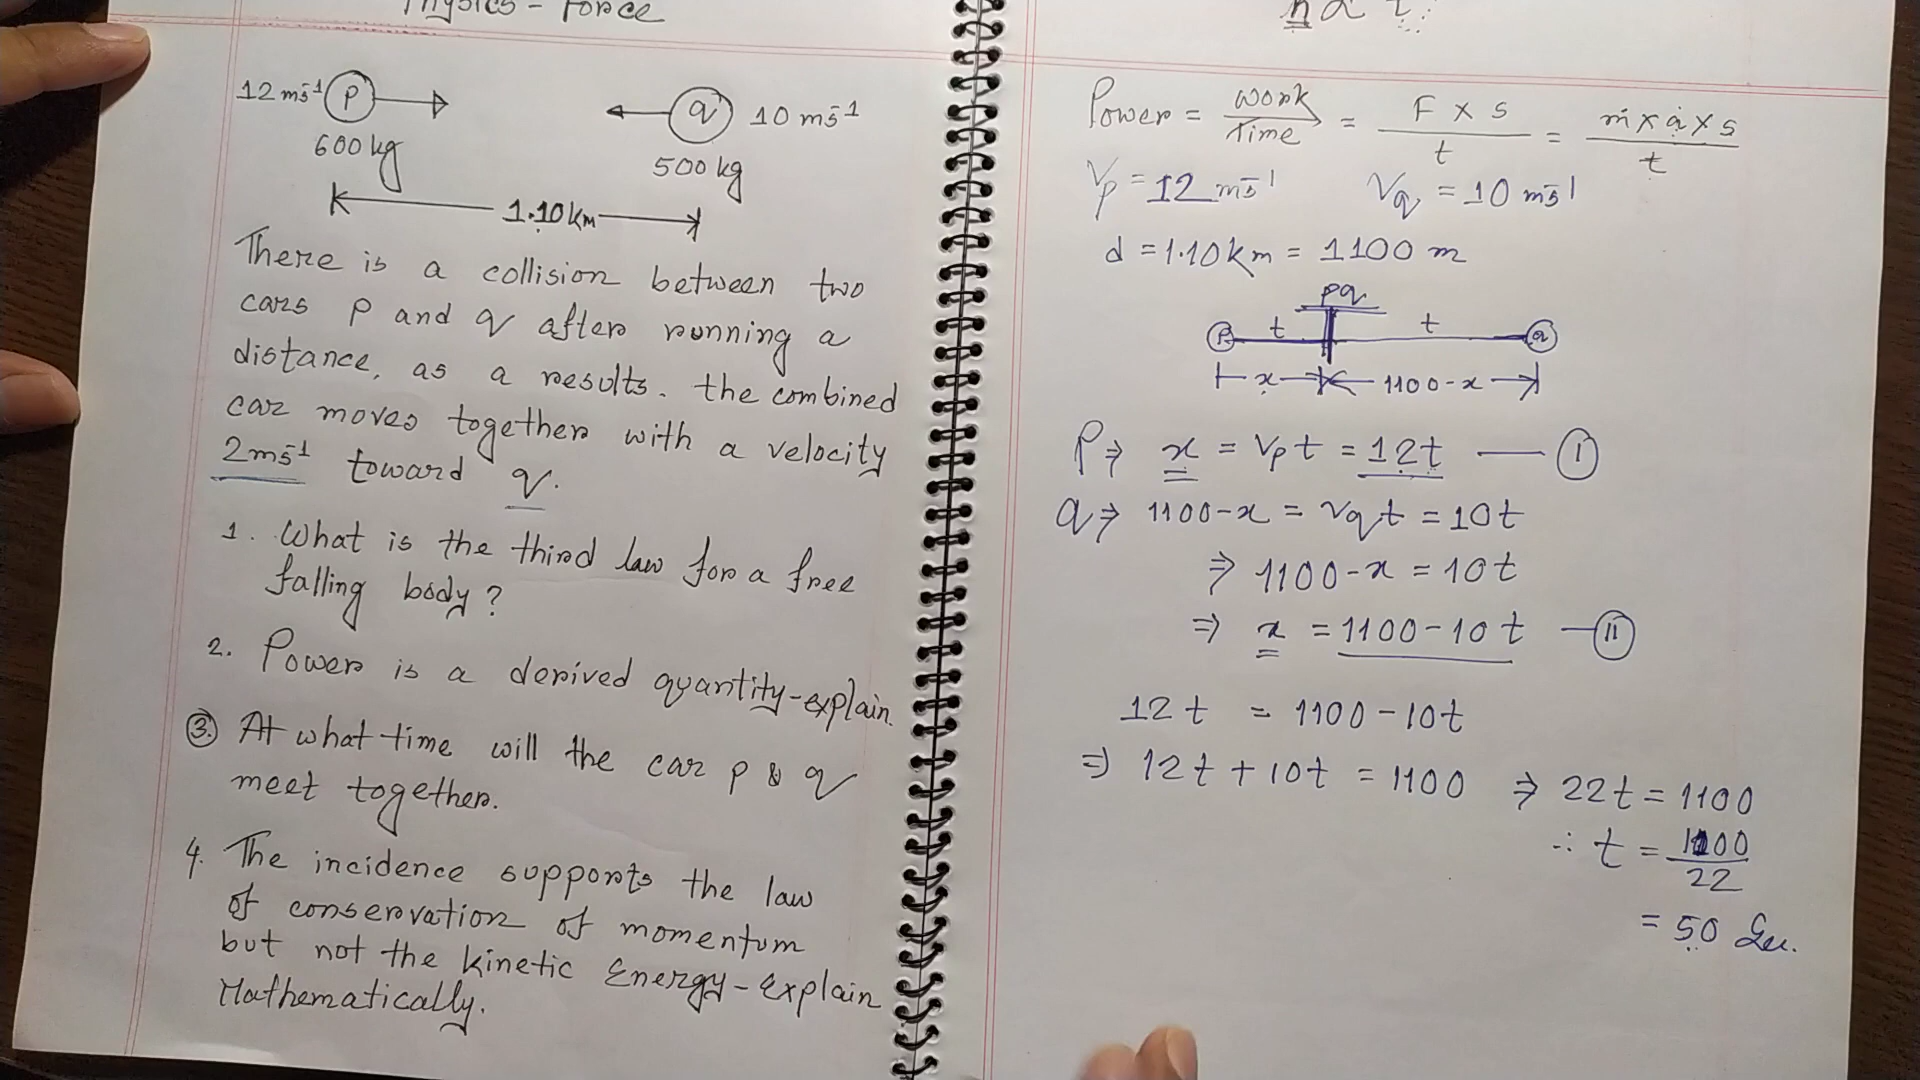 Physics - Force
12 ms⁻¹ P
q 10 ms⁻¹
600 kg
500 kg
1.10 km
There is a collision between two
cars P and q after running a
distance, as a results. the combined
car moves together with a velocity
2ms⁻¹ toward q.
1. What is the third law for a free
falling body?
2. Power is a derived quantity-explain.
3. At what time will the car p & q
meet together.
4. The incidence supports the law
of conservation of momentum
but not the kinetic Energy-Explain
Mathematically.
Power = work/Time = F × s/t = m × a × s/t
Vp = 12 ms⁻¹ Vq = 10 ms⁻¹
d = 1.10 km = 1100 m
pq
P t t q
x 1100-x
P ⇒ x = Vpt = 12t — I
q ⇒ 1100-x = Vqt = 10t
⇒ 1100-x = 10t
⇒ x = 1100-10t — II
12t = 1100-10t
⇒ 12t + 10t = 1100 ⇒ 22t = 1100
∴ t = 1100/22
= 50 Sec.